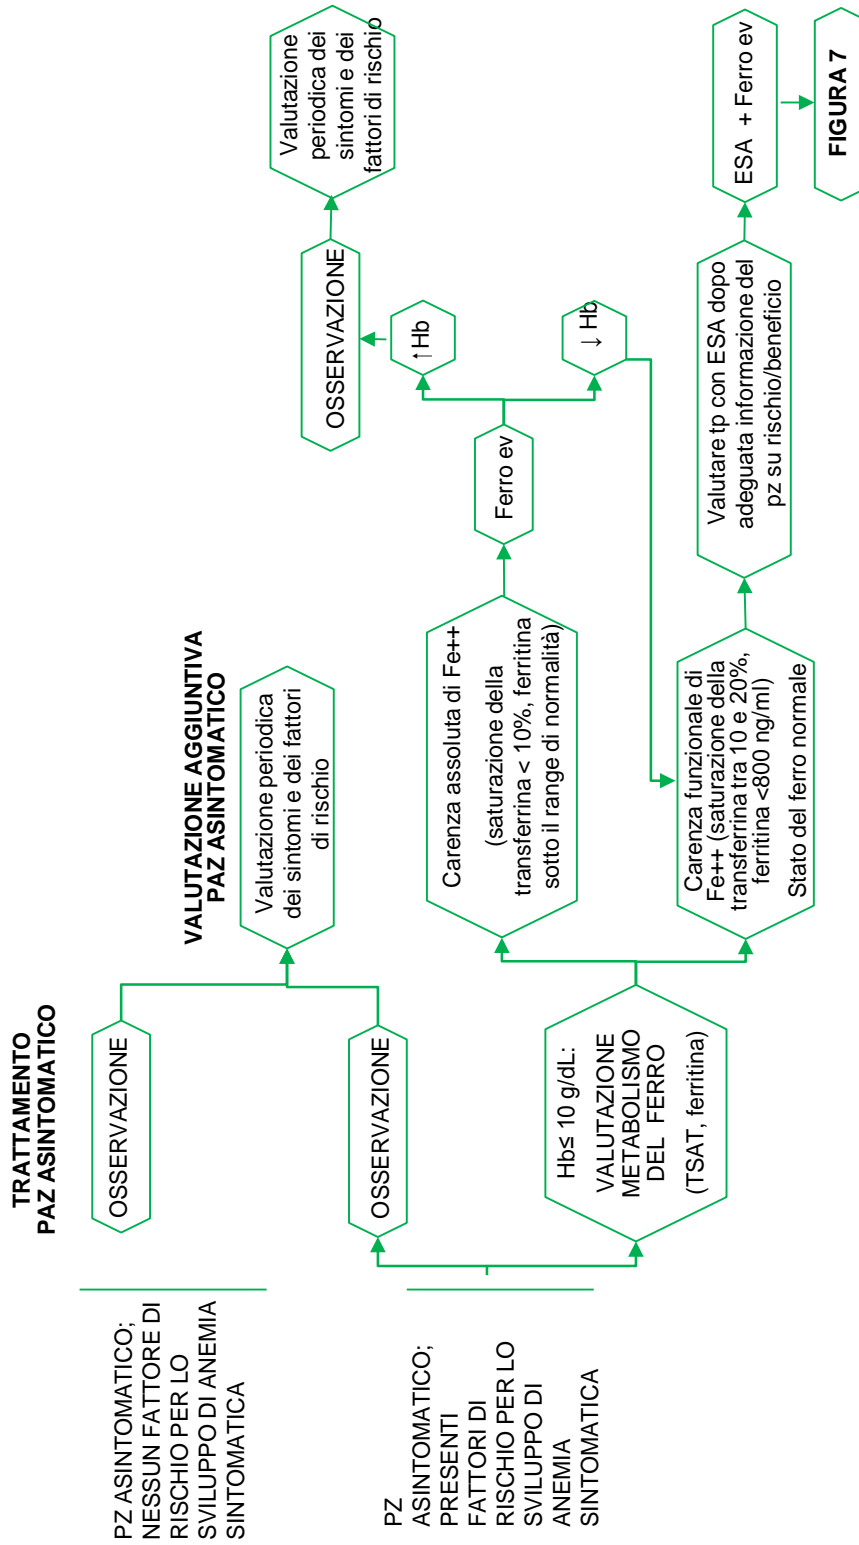 TRATTAMENTO
PAZ ASINTOMATICO
VALUTAZIONE AGGIUNTIVA
PAZ ASINTOMATICO
PZ ASINTOMATICO;
NESSUN FATTORE DI
RISCHIO PER LO
SVILUPPO DI ANEMIA
SINTOMATICA
OSSERVAZIONE
Valutazione periodica
dei sintomi e dei fattori
di rischio
PZ
ASINTOMATICO;
PRESENTI
FATTORI DI
RISCHIO PER LO
SVILUPPO DI
ANEMIA
SINTOMATICA
OSSERVAZIONE
Hb≤ 10 g/dL:
VALUTAZIONE
METABOLISMO
DEL FERRO
(TSAT, ferritina)
Carenza assoluta di Fe++
(saturazione della
transferrina < 10%, ferritina
sotto il range di normalità)
Ferro ev
↑Hb
OSSERVAZIONE
Valutazione
periodica dei
sintomi e dei
fattori di rischio
↓ Hb
Carenza funzionale di
Fe++ (saturazione della
transferrina tra 10 e 20%,
ferritina <800 ng/ml)
Stato del ferro normale
Valutare tp con ESA dopo
adeguata informazione del
pz su rischio/beneficio
ESA + Ferro ev
FIGURA 7